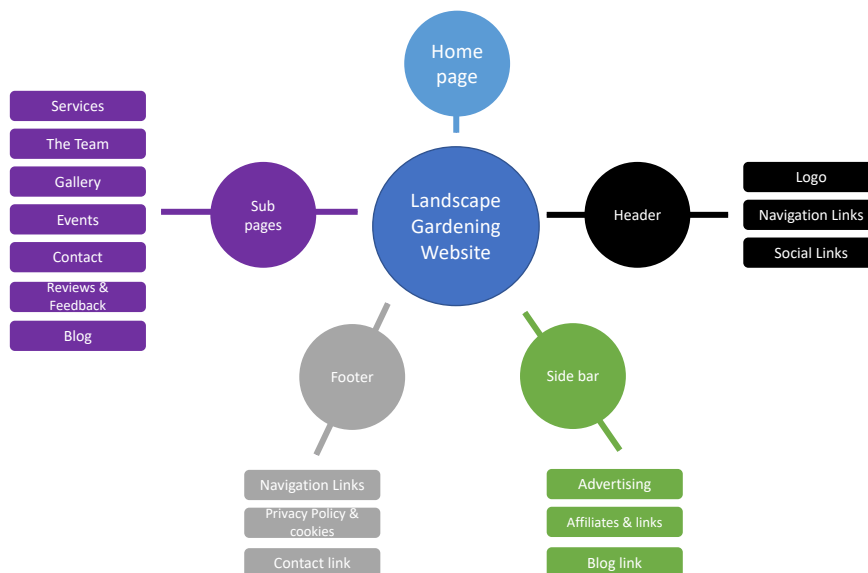 Home
page
Landscape
Gardening
Website
Sub
pages
Services
The Team
Gallery
Events
Contact
Reviews &
Feedback
Blog
Header
Logo
Navigation Links
Social Links
Footer
Navigation Links
Privacy Policy &
cookies
Contact link
Side bar
Advertising
Affiliates & links
Blog link